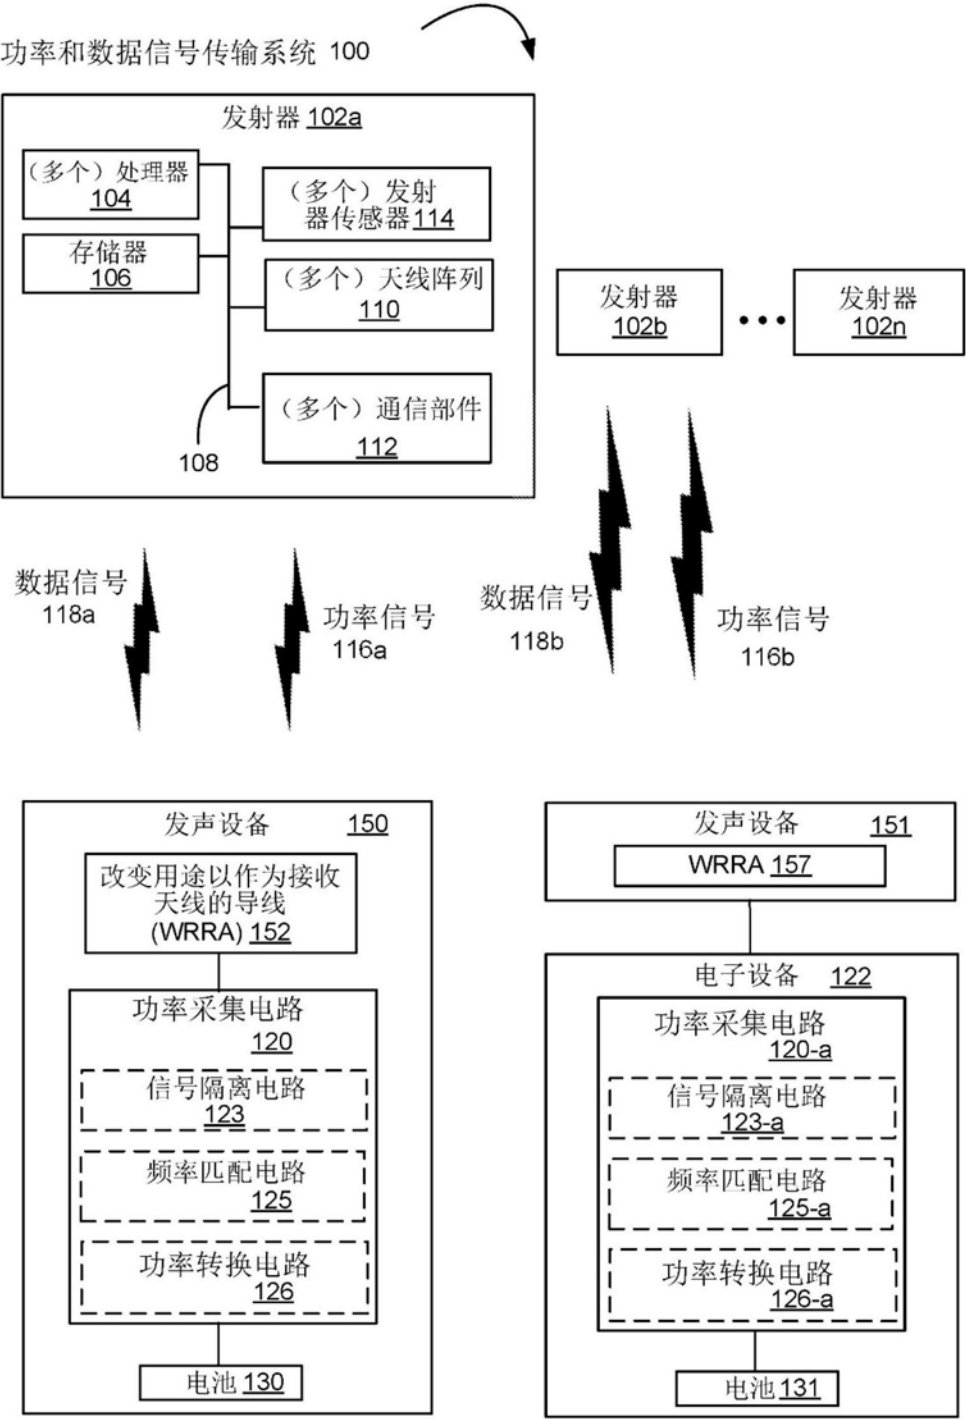 功率和数据信号传输系统 100
发射器 102a
（多个）处理器
104
存储器
106
（多个）发射
器传感器114
（多个）天线阵列
110
（多个）通信部件
112
108
发射器
102b
发射器
102n
数据信号
118a
功率信号
116a
数据信号
118b
功率信号
116b
发声设备 150
改变用途以作为接收
天线的导线
(WRRA) 152
功率采集电路
120
信号隔离电路
123
频率匹配电路
125
功率转换电路
126
电池 130
发声设备 151
WRRA 157
电子设备 122
功率采集电路
120-a
信号隔离电路
123-a
频率匹配电路
125-a
功率转换电路
126-a
电池 131